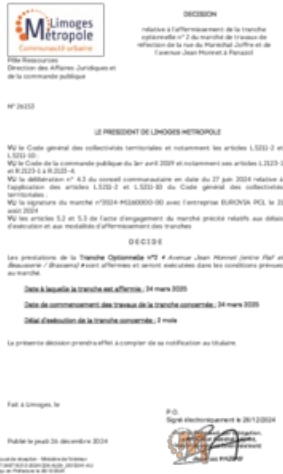 Limoges
Métropole
Communauté urbaine
Pôle Ressources
Direction des Affaires Juridiques et
de la commande publique
DECISION
relative à l'affermissement de la tranche
optionnelle n° 2 du marché de travaux de
réfection de la rue du Maréchal Joffre et de
l'avenue Jean Monnet à Panazol
N° 26253
LE PRESIDENT DE LIMOGES METROPOLE
VU le Code général des collectivités territoriales et notamment les articles L.5211-2 et
L.5211-10 ;
VU le Code de la commande publique du 1er avril 2019 et notamment ses articles L.2123-1
et R.2123-1 à R.2123-4
VU la délibération n° 4.3 du conseil communautaire en date du 27 juin 2024 relative à
l'application des articles L.5211-2 et L.5211-10 du Code général des collectivités
territoriales ;
VU la signature du marché n°2024-M2260000-00 avec l'entreprise EUROVIA PCL le
août 2024
VU les articles 5.2 et 5.3 de l'acte d'engagement du marché précité relatifs aux délais
d'exécution et aux modalités d'affermissement des tranches
D E C I D E
Les prestations de la Tranche Optionnelle n°2 « Avenue Jean Monnet (entre Piaf et
/ Brassens) » sont affermies et seront exécutées dans les conditions prévues
au marché.
Date à laquelle la tranche est affermie : 24 mars 2025
Date de commencement des travaux de la tranche concernée : 24 mars 2025
Délai d'exécution de la tranche concernée : 2 mois
La présente décision prendra effet à compter de sa notification au titulaire.
Fait à Limoges, le
P.O.
Signé électroniquement le 26/12/2024
Publié le jeudi 26 décembre 2024